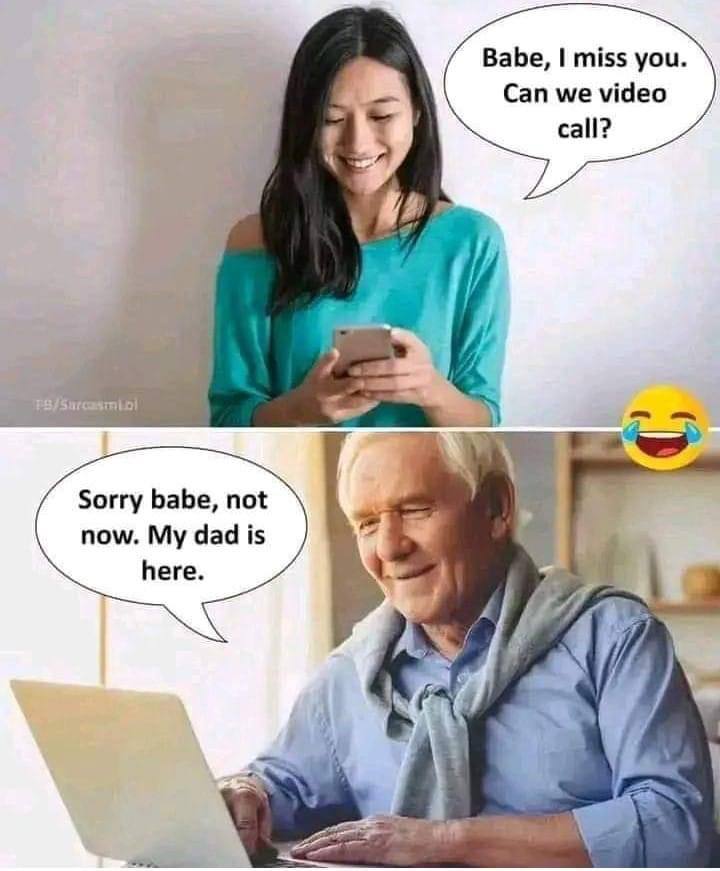 Babe, I miss you.
Can we video
call?
FB/SarcasmLol
Sorry babe, not
now. My dad is
here.